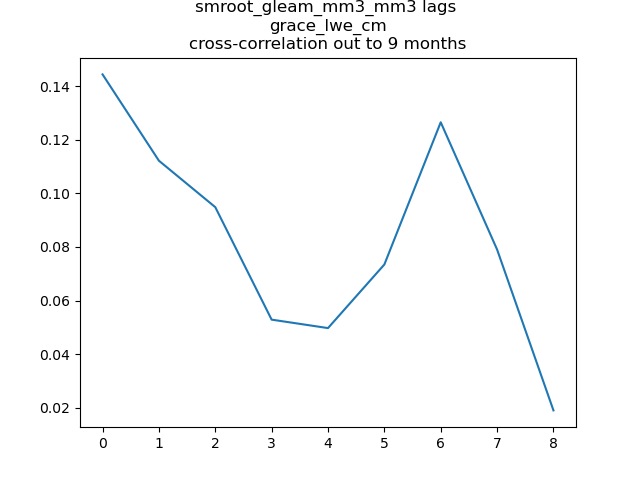 smroot_gleam_mm3_mm3 lags
grace_lwe_cm
cross-correlation out to 9 months
0.14
0.12
0.10
0.08
0.06
0.04
0.02
0 1 2 3 4 5 6 7 8